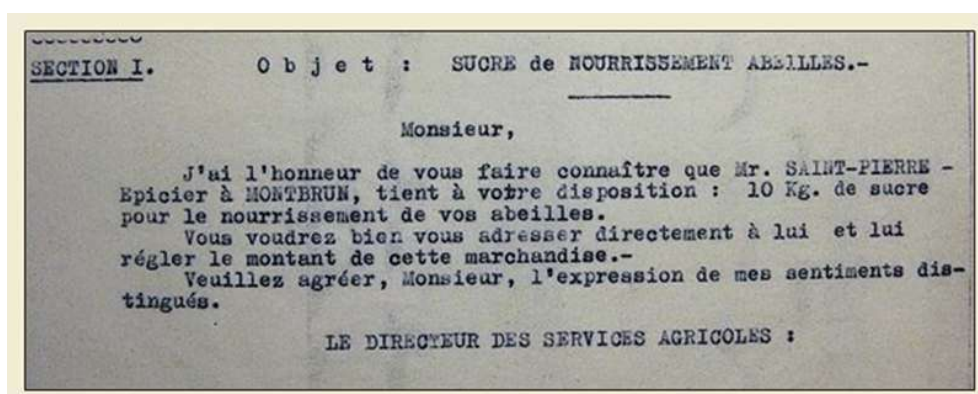 SECTION I. O b j e t : SUCRE de NOURRISSEMENT ABEILLES.-
Monsieur,
J'ai l'honneur de vous faire connaître que Mr. SAINT-PIERRE -
Epicier à MONTBRUN, tient à votre disposition : 10 Kg. de sucre
pour le nourrissement de vos abeilles.
Vous voudrez bien vous adresser directement à lui et lui
régler le montant de cette marchandise.-
Veuillez agréer, Monsieur, l'expression de mes sentiments dis-
tingués.
LE DIRECTEUR DES SERVICES AGRICOLES :